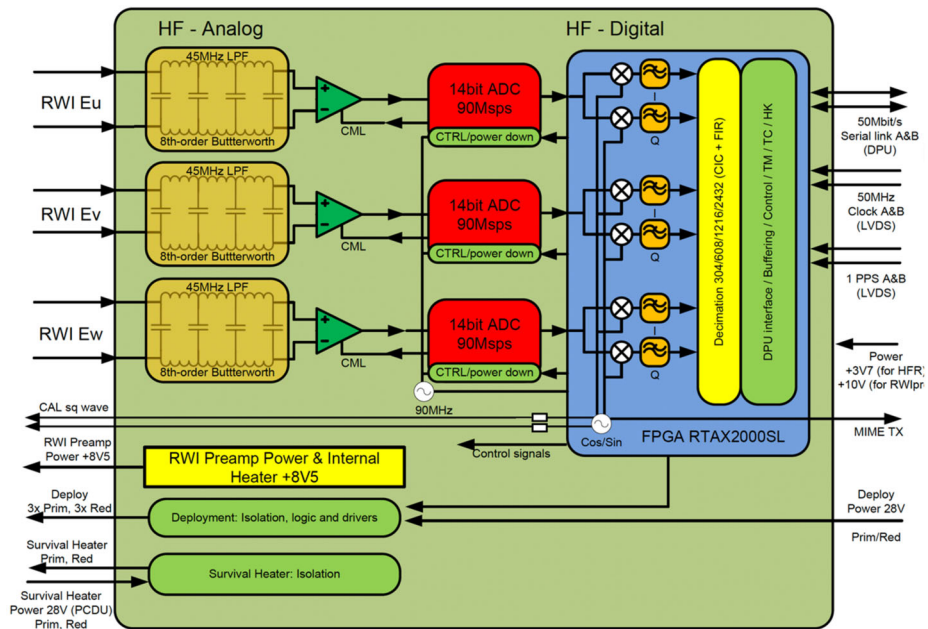 HF - Analog
HF - Digital
45MHz LPF
RWI Eu
8th-order Buttterworth
CML
14bit ADC
90Msps
CTRL/power down
I
Q
45MHz LPF
RWI Ev
8th-order Buttterworth
CML
14bit ADC
90Msps
CTRL/power down
I
Q
45MHz LPF
RWI Ew
8th-order Buttterworth
CML
14bit ADC
90Msps
CTRL/power down
I
Q
90MHz
Cos/Sin
Decimation 304/608/1216/2432 (CIC + FIR)
DPU interface / Buffering / Control / TM / TC / HK
FPGA RTAX2000SL
50Mbit/s
Serial link A&B
(DPU)
50MHz
Clock A&B
(LVDS)
1 PPS A&B
(LVDS)
Power
+3V7 (for HFR)
+10V (for RWIpr
MIME TX
CAL sq wave
Control signals
RWI Preamp
Power +8V5
RWI Preamp Power & Internal
Heater +8V5
Deploy
3x Prim, 3x Red
Deployment: Isolation, logic and drivers
Deploy
Power 28V
Prim/Red
Survival Heater
Prim, Red
Survival Heater: Isolation
Survival Heater
Power 28V (PCDU)
Prim, Red